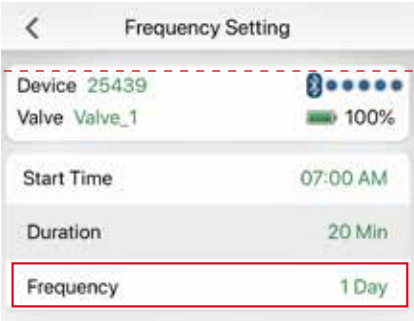 Frequency Setting
Device 25439
Valve Valve_1 100%
Start Time 07:00 AM
Duration 20 Min
Frequency 1 Day